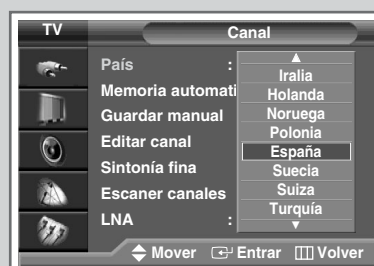 TV
Canal
País :
Memoria automati
Guardar manual
Editar canal
Sintonía fina
Escaner canales
LNA :
Iralia
Holanda
Noruega
Polonia
España
Suecia
Suiza
Turquía
Mover Entrar Volver